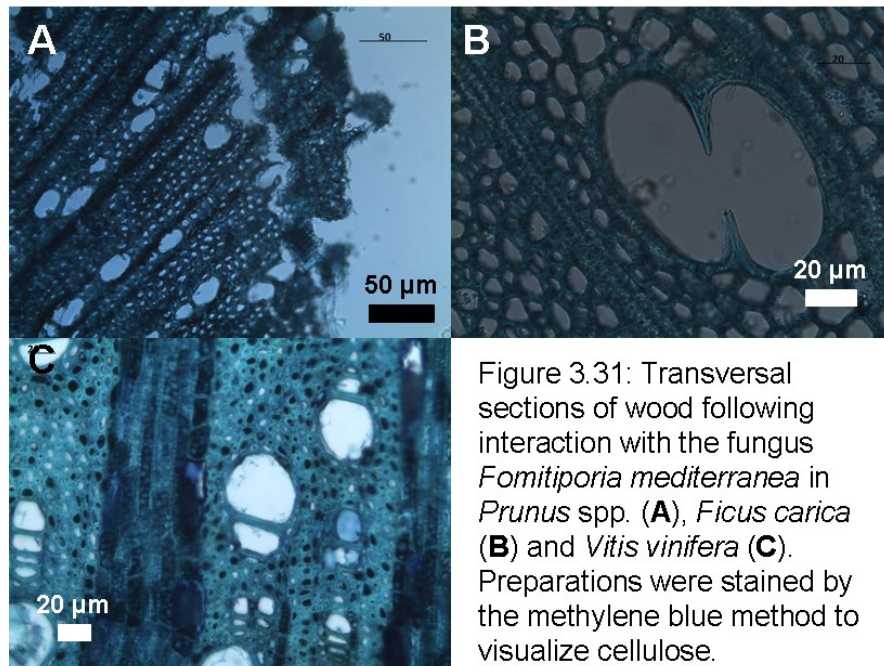 A
50
50 µm
B
20
20 µm
C
20 µm
Figure 3.31: Transversal
sections of wood following
interaction with the fungus
Fomitiporia mediterranea in
Prunus spp. (A), Ficus carica
(B) and Vitis vinifera (C).
Preparations were stained by
the methylene blue method to
visualize cellulose.